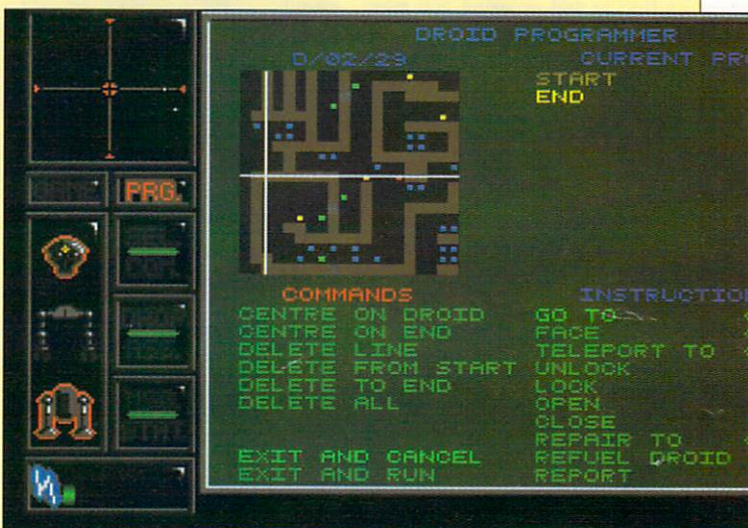 DROID PROGRAMMER
D/02/29
CURRENT PRO
START
END
PRG.
COMMANDS
CENTRE ON DROID
CENTRE ON END
DELETE LINE
DELETE FROM START
DELETE TO END
DELETE ALL
EXIT AND CANCEL
EXIT AND RUN
INSTRUCTION
GO TO
FACE
TELEPORT TO
UNLOCK
LOCK
OPEN
CLOSE
REPAIR TO
REFUEL DROID
REPORT